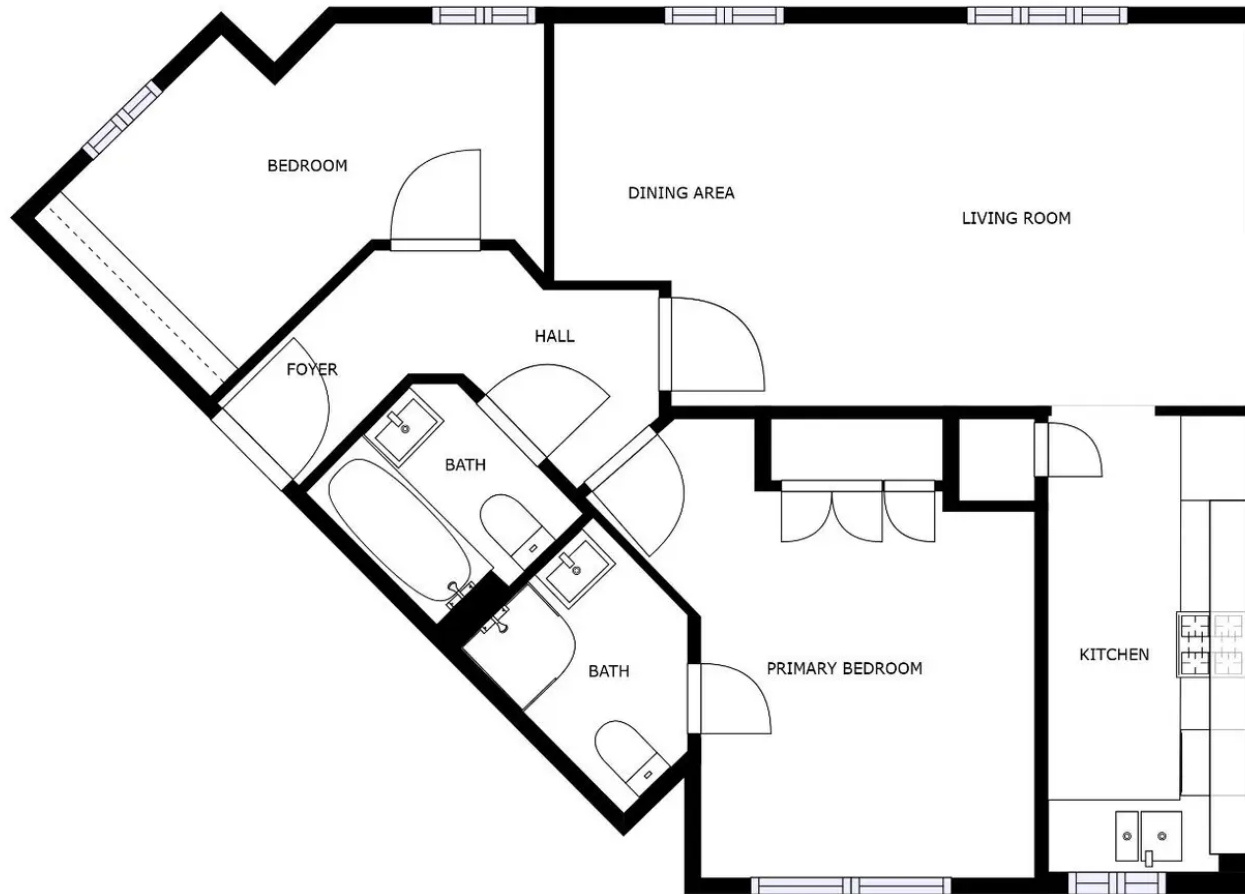 BEDROOM
DINING AREA
LIVING ROOM
HALL
FOYER
BATH
BATH
PRIMARY BEDROOM
KITCHEN